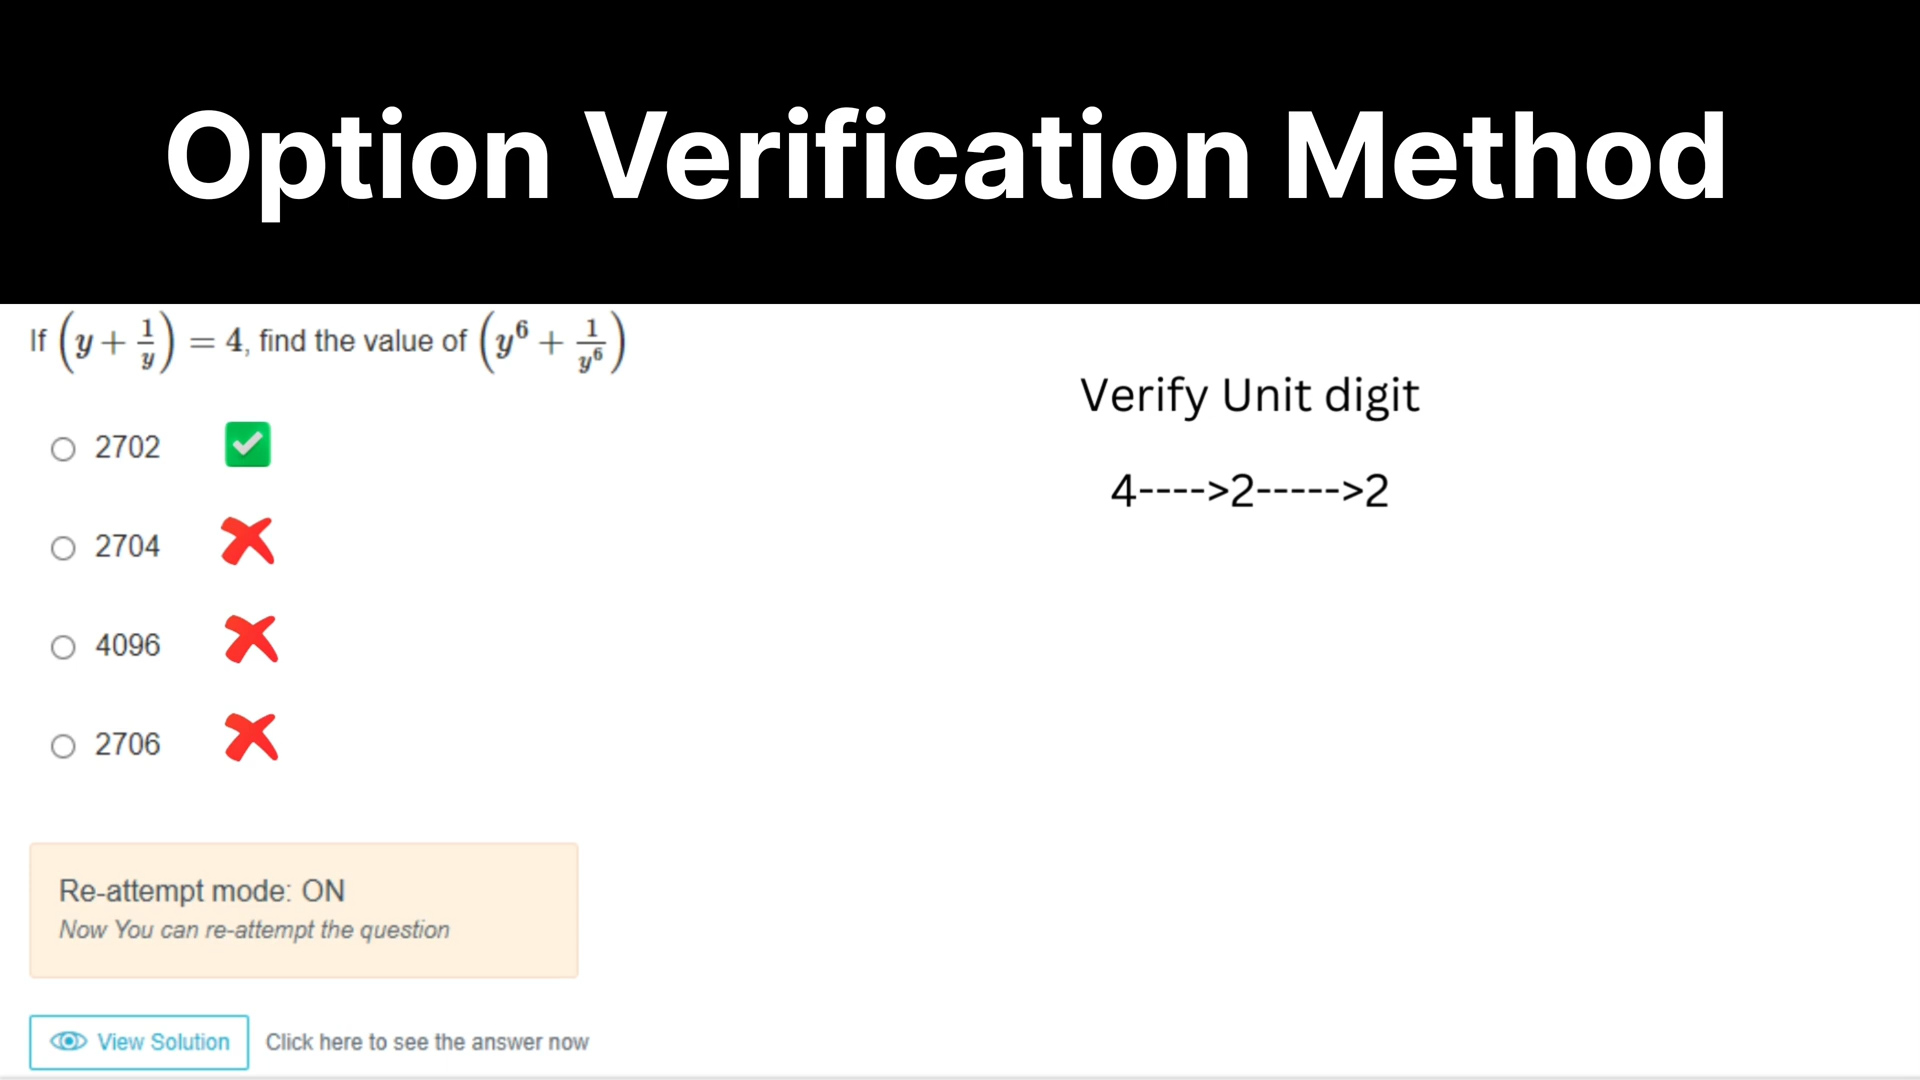 Option Verification Method
If (y + 1/y) = 4, find the value of (y⁶ + 1/y⁶)
Verify Unit digit
2702
4---->2----->2
2704
4096
2706
Re-attempt mode: ON
Now You can re-attempt the question
View Solution Click here to see the answer now